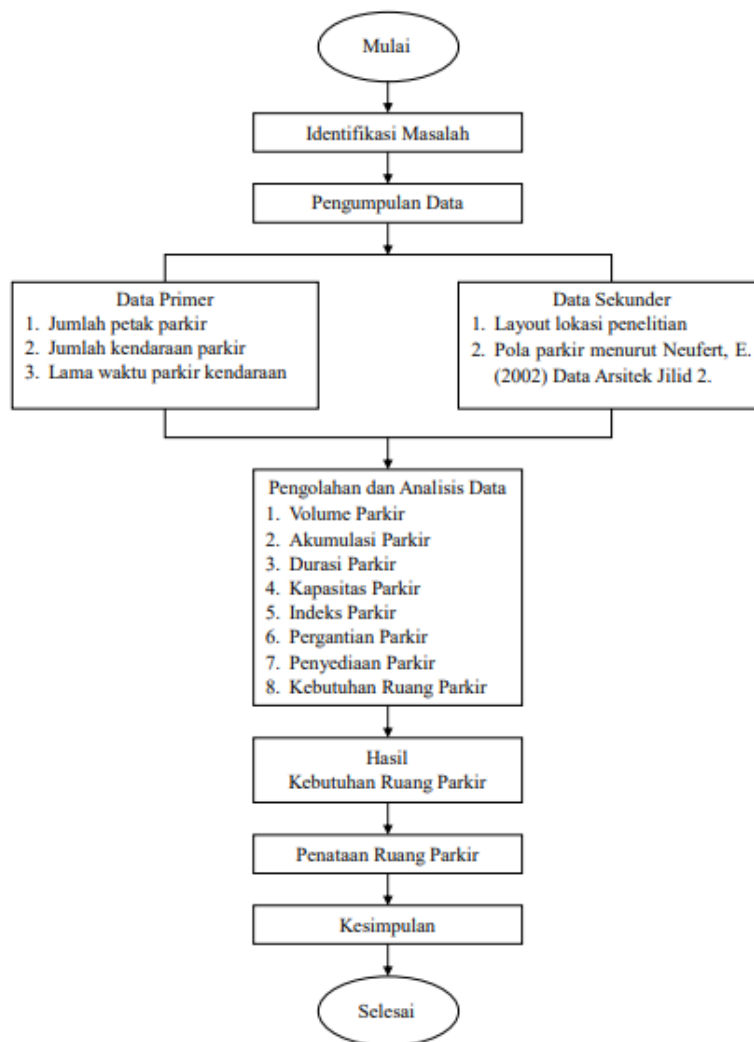 Mulai
Identifikasi Masalah
Pengumpulan Data
Data Primer
1. Jumlah petak parkir
2. Jumlah kendaraan parkir
3. Lama waktu parkir kendaraan
Data Sekunder
1. Layout lokasi penelitian
2. Pola parkir menurut Neufert, E.
(2002) Data Arsitek Jilid 2.
Pengolahan dan Analisis Data
1. Volume Parkir
2. Akumulasi Parkir
3. Durasi Parkir
4. Kapasitas Parkir
5. Indeks Parkir
6. Pergantian Parkir
7. Penyediaan Parkir
8. Kebutuhan Ruang Parkir
Hasil
Kebutuhan Ruang Parkir
Penataan Ruang Parkir
Kesimpulan
Selesai